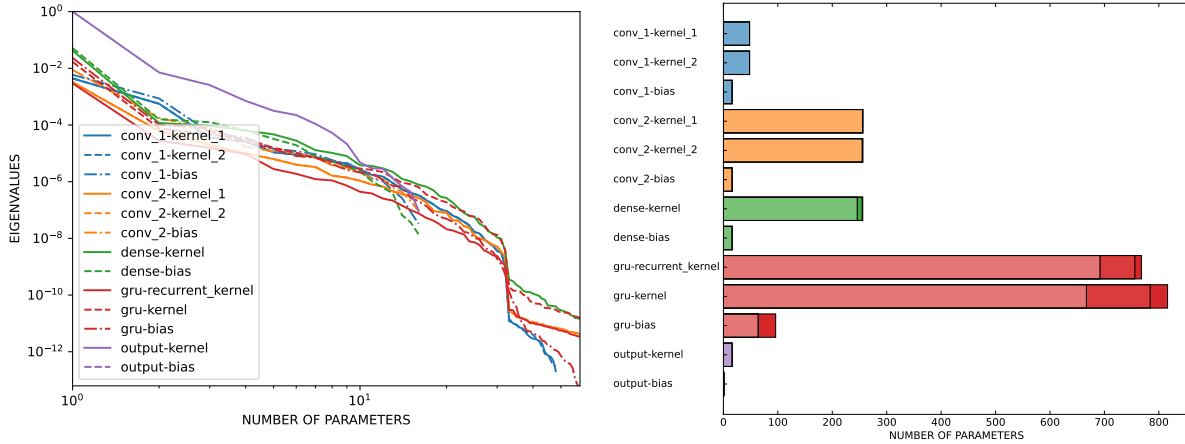 10^0
10^-2
10^-4
10^-6
10^-8
10^-10
10^-12
EIGENVALUES
conv_1-kernel_1
conv_1-kernel_2
conv_1-bias
conv_2-kernel_1
conv_2-kernel_2
conv_2-bias
dense-kernel
dense-bias
gru-recurrent_kernel
gru-kernel
gru-bias
output-kernel
output-bias
10^0 10^1
NUMBER OF PARAMETERS
conv_1-kernel_1
conv_1-kernel_2
conv_1-bias
conv_2-kernel_1
conv_2-kernel_2
conv_2-bias
dense-kernel
dense-bias
gru-recurrent_kernel
gru-kernel
gru-bias
output-kernel
output-bias
0 100 200 300 400 500 600 700 800
NUMBER OF PARAMETERS